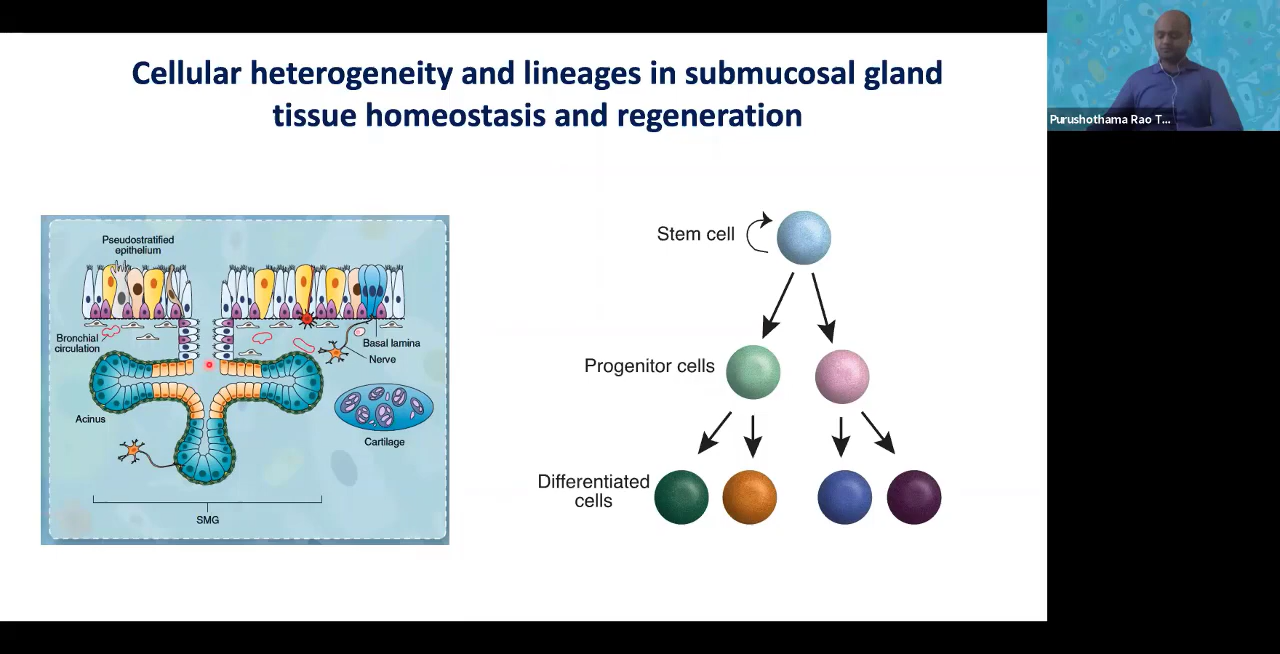 Cellular heterogeneity and lineages in submucosal gland
tissue homeostasis and regeneration
Purushothama Rao T...
Pseudostratified
epithelium
Bronchial
circulation
Basal lamina
Nerve
Acinus
Cartilage
SMG
Stem cell
Progenitor cells
Differentiated
cells